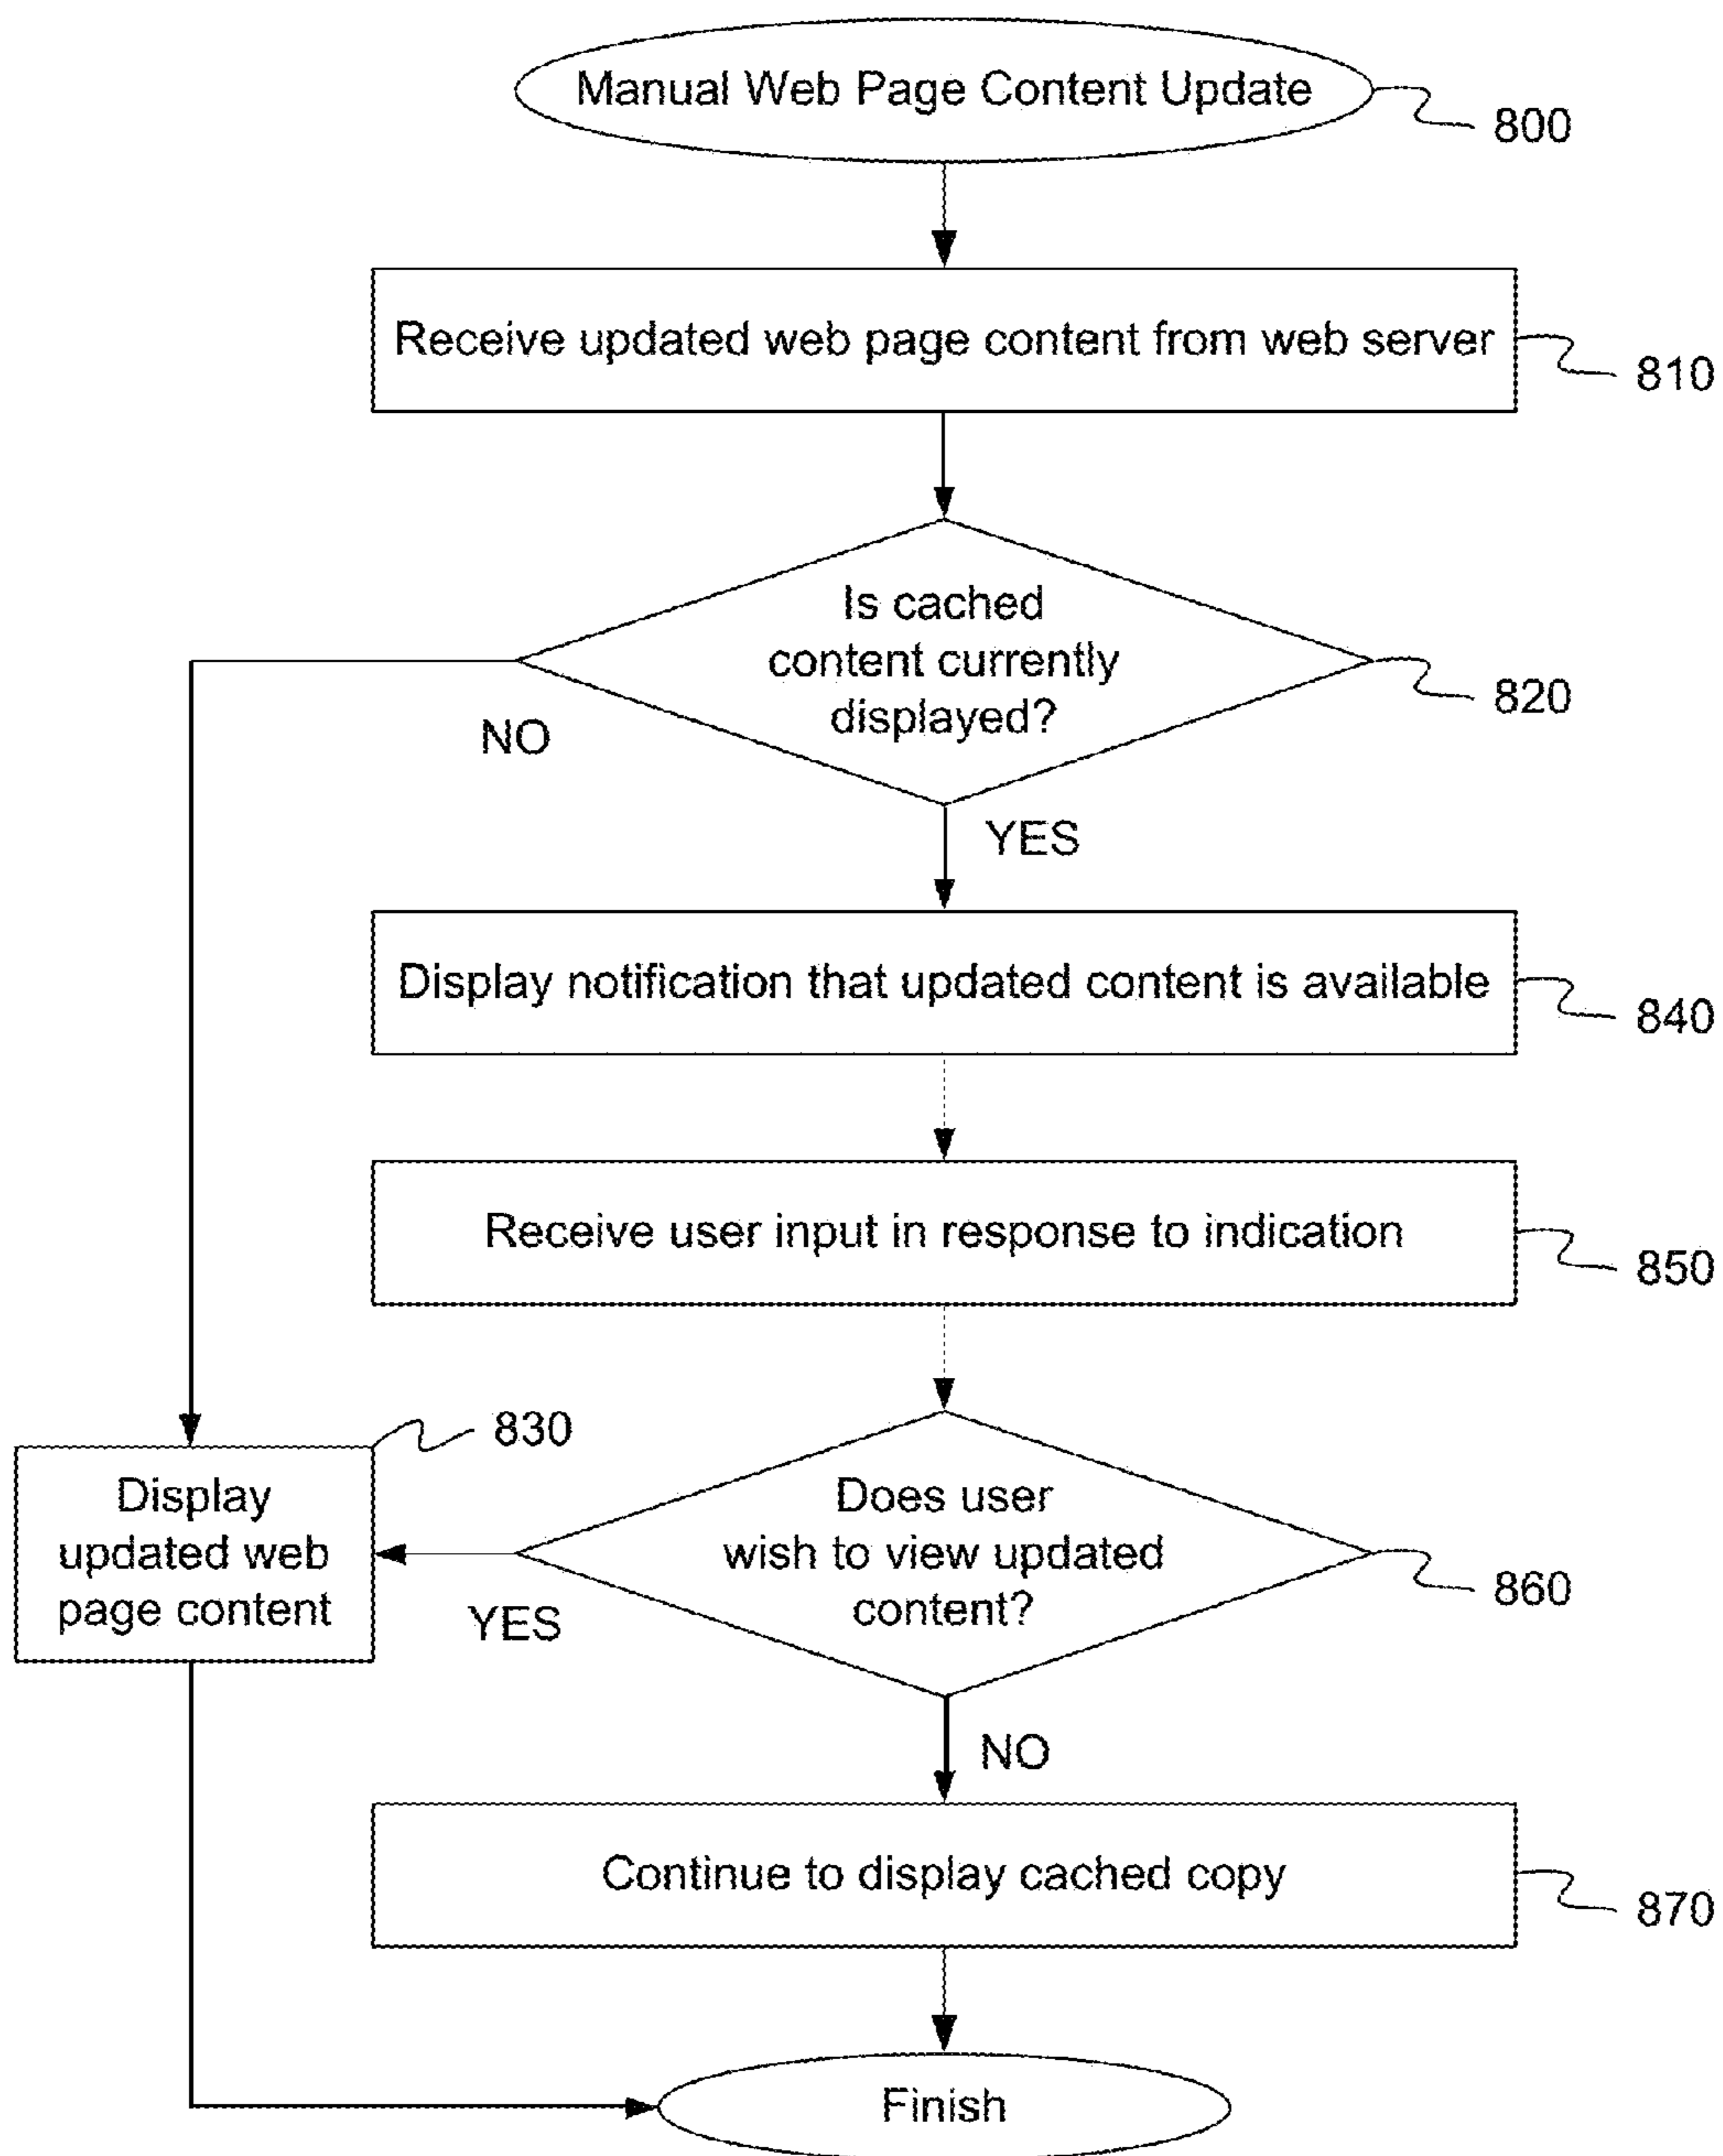 Manual Web Page Content Update
800
Receive updated web page content from web server
810
Is cached
content currently
displayed?
820
NO
YES
Display notification that updated content is available
840
Receive user input in response to indication
850
830
Display
updated web
page content
Does user
wish to view updated
content?
860
YES
NO
Continue to display cached copy
870
Finish